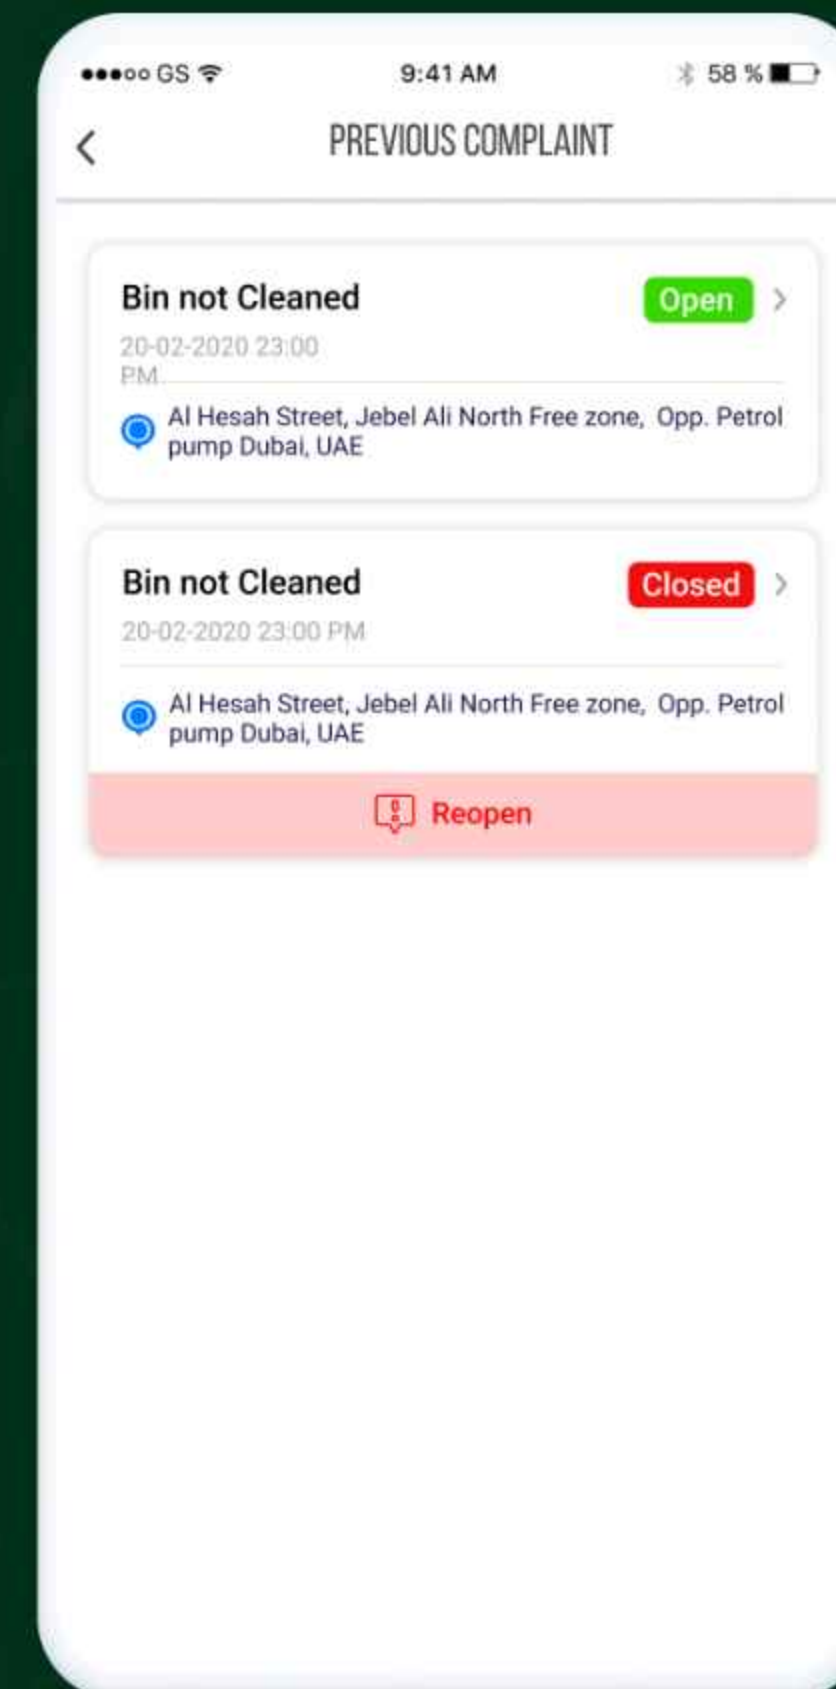 GS 9:41 AM 58 %
PREVIOUS COMPLAINT
Bin not Cleaned Open
20-02-2020 23:00
PM
Al Hesah Street, Jebel Ali North Free zone, Opp. Petrol
pump Dubai, UAE
Bin not Cleaned Closed
20-02-2020 23:00 PM
Al Hesah Street, Jebel Ali North Free zone, Opp. Petrol
pump Dubai, UAE
Reopen